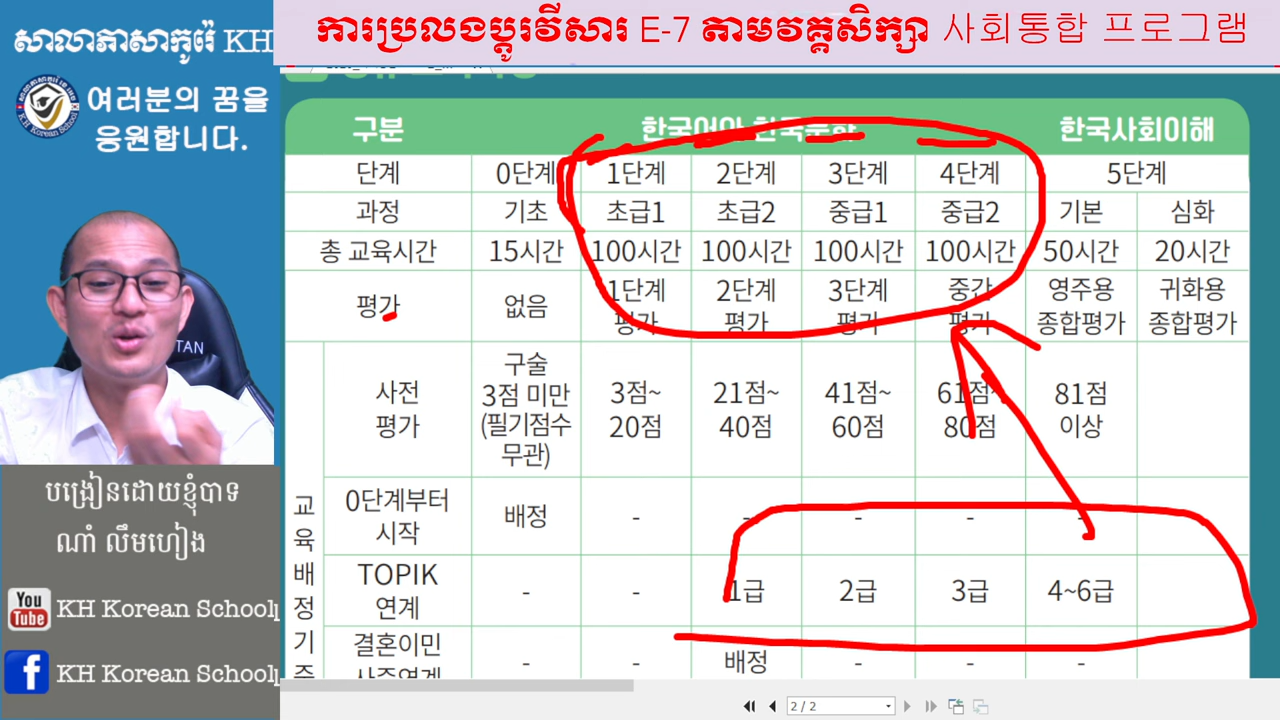 សាលាភាសាកូរ៉េ KH
여러분의 꿈을
응원합니다.
ការប្រលងប្តូរវីសារ E-7 តាមវគ្គសិក្សា 사회통합 프로그램
구분 한국어와 한국문화 한국사회이해
단계 0단계 1단계 2단계 3단계 4단계 5단계
과정 기초 초급1 초급2 중급1 중급2 기본 심화
총 교육시간 15시간 100시간 100시간 100시간 100시간 50시간 20시간
평가 없음 1단계 평가 2단계 평가 3단계 평가 중간 평가 영주용 종합평가 귀화용 종합평가
교육배정기준
사전 평가 구술 3점 미만 (필기점수 무관) 3점~ 20점 21점~ 40점 41점~ 60점 61점~ 80점 81점 이상
0단계부터 시작 배정 - - - - -
TOPIK 연계 - - 1급 2급 3급 4~6급
결혼이민 - - 배정 - - -
TAN
បង្រៀនដោយខ្ញុំបាទ
ណាំ លឹមហៀង
You Tube KH Korean School
f KH Korean School
2 / 2